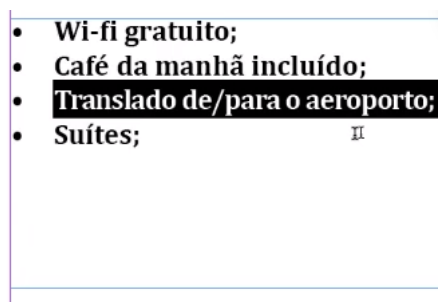 • Wi-fi gratuito;
• Café da manhã incluído;
• Translado de/para o aeroporto;
• Suítes;